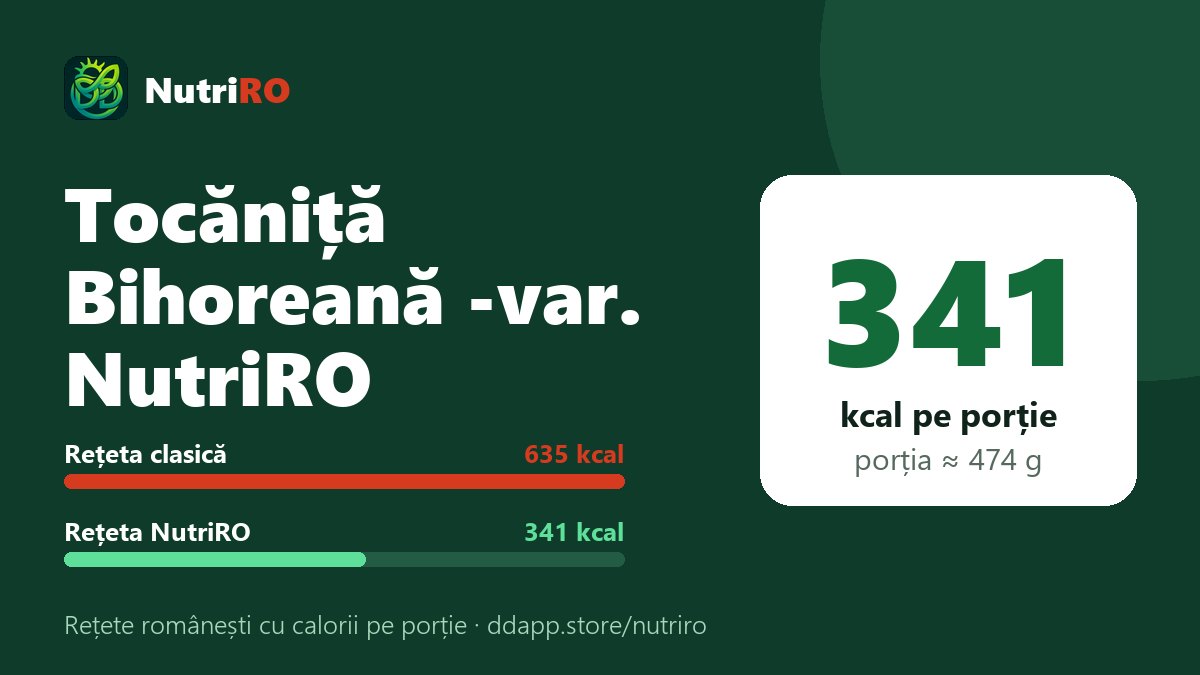 NutriRO
Tocăniță
Bihoreană -var.
NutriRO
Rețeta clasică 635 kcal
Rețeta NutriRO 341 kcal
341
kcal pe porție
porția ≈ 474 g
Rețete românești cu calorii pe porție · ddapp.store/nutriro